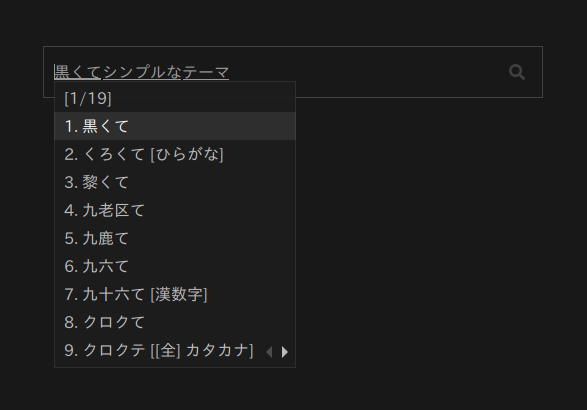 黒くてシンプルなテーマ
[1/19]
1. 黒くて
2. くろくて [ひらがな]
3. 黎くて
4. 九老区て
5. 九鹿て
6. 九六て
7. 九十六て [漢数字]
8. クロクて
9. クロクテ [[全] カタカナ]